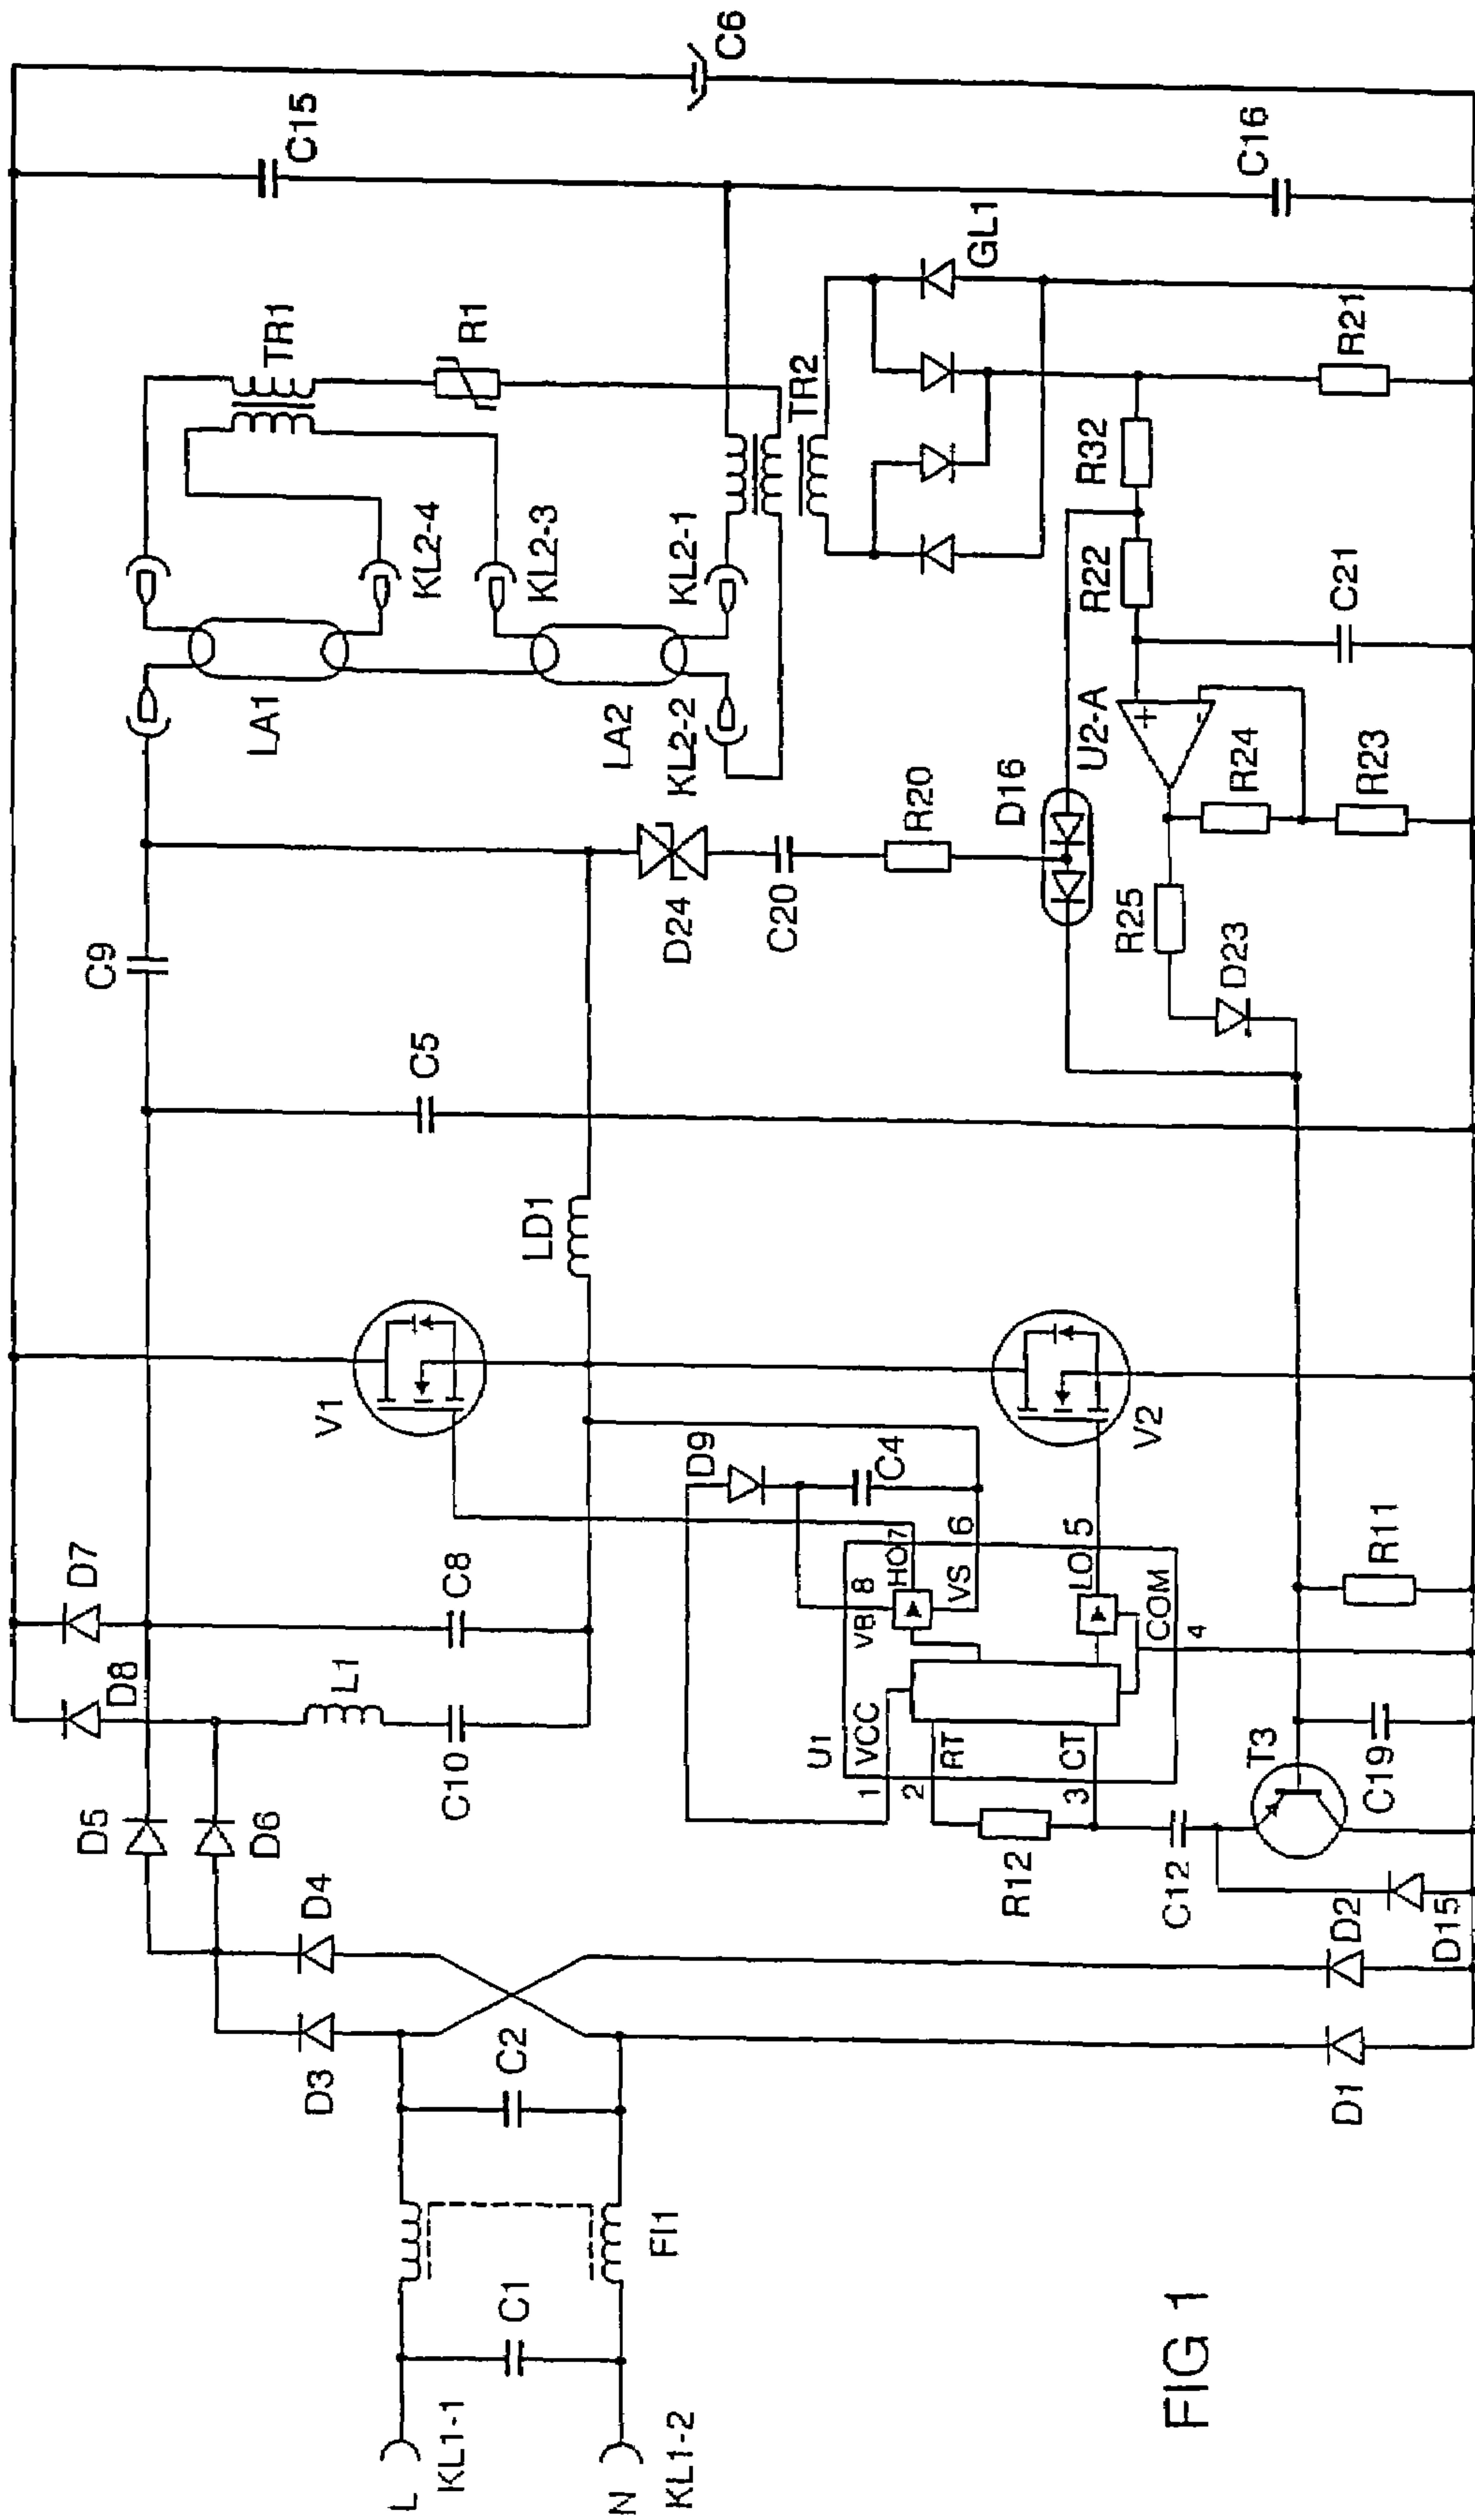 L
KL1-1
N
KL1-2
C1
FI1
C2
D3
D4
D1
D2
D5
D6
D8
D7
L1
C10
C8
U1
1
VCC
2
RT
3
CT
R12
C12
D15
T3
C19
R11
VB
8
HO
7
VS
6
LO
5
COM
4
D9
C4
V1
V2
LD1
C5
C9
D24
C20
R20
D16
R25
D23
U2-A
+
-
R24
R23
R22
C21
R32
R21
LA1
LA2
KL2-4
KL2-3
KL2-2
KL2-1
TR1
R1
TR2
GL1
C15
C16
C6
FIG 1